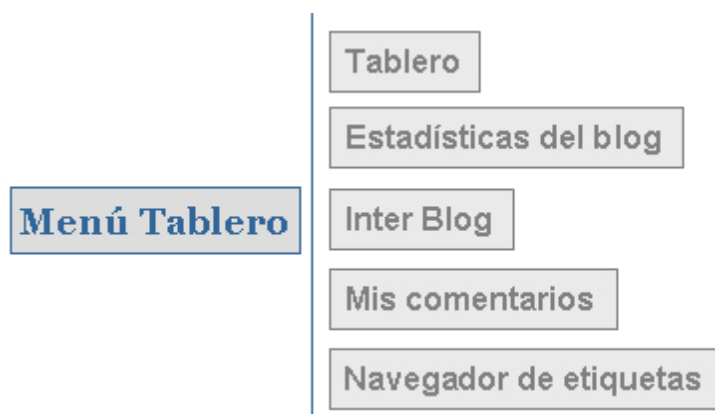 Menú Tablero
Tablero
Estadísticas del blog
Inter Blog
Mis comentarios
Navegador de etiquetas